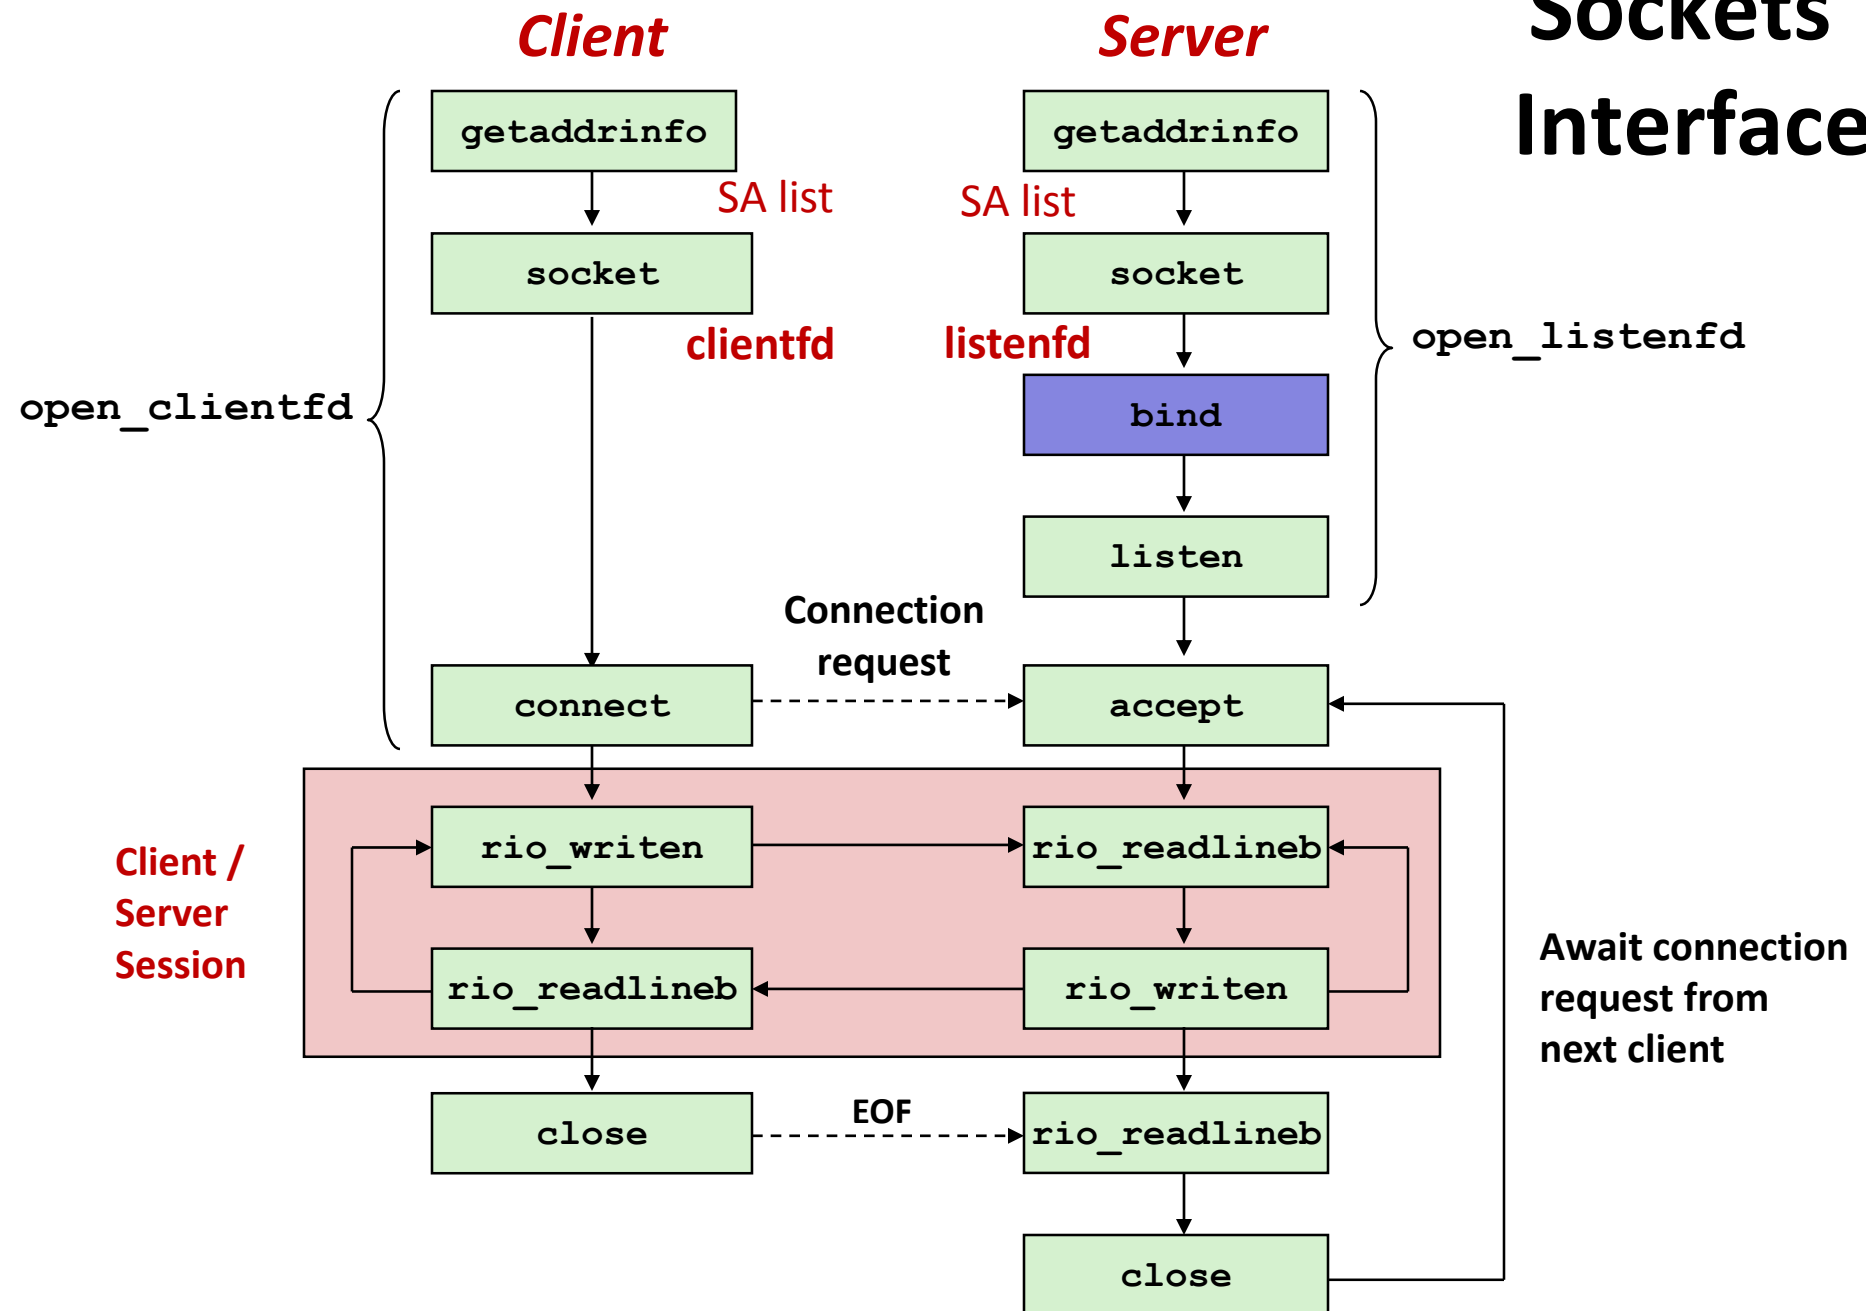 Sockets
Interface
Client
Server
getaddrinfo
getaddrinfo
SA list
SA list
socket
socket
clientfd
listenfd
open_listenfd
open_clientfd
bind
listen
Connection
request
connect
accept
rio_writen
rio_readlineb
Client /
Server
Session
rio_readlineb
rio_writen
Await connection
request from
next client
close
EOF
rio_readlineb
close